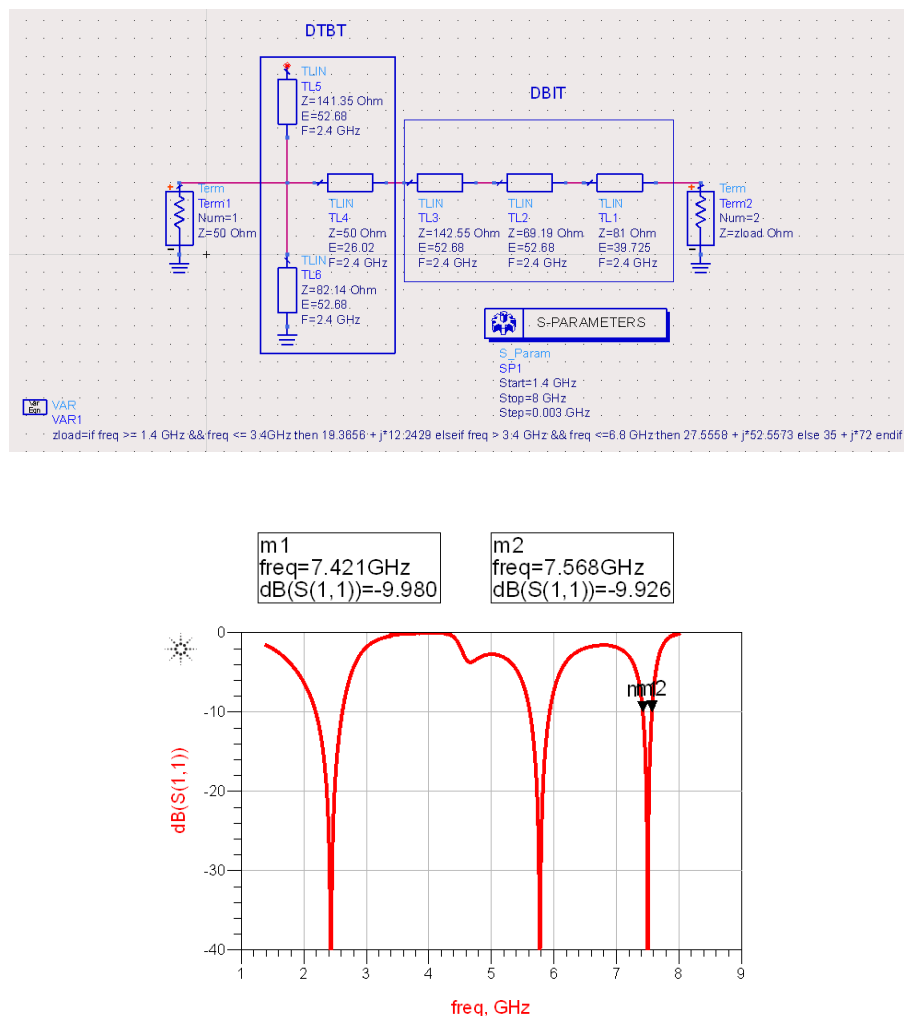 DTBT
TLIN
TL5
Z=141.35 Ohm
E=52.68
F=2.4 GHz
DBIT
Term
Term1
Num=1
Z=50 Ohm
TLIN
TL4
Z=50 Ohm
E=26.02
F=2.4 GHz
TLIN
TL3
Z=142.55 Ohm
E=52.68
F=2.4 GHz
TLIN
TL2
Z=69.19 Ohm
E=52.68
F=2.4 GHz
TLIN
TL1
Z=81 Ohm
E=39.725
F=2.4 GHz
Term
Term2
Num=2
Z=zload Ohm
TLIN
TL6
Z=82.14 Ohm
E=52.68
F=2.4 GHz
S-PARAMETERS
S_Param
SP1
Start=1.4 GHz
Stop=8 GHz
Step=0.003 GHz
Var
Eqn
VAR
VAR1
zload=if freq >= 1.4 GHz && freq <= 3.4GHz then 19.3656 + j*12.2429 elseif freq > 3.4 GHz && freq <=6.8 GHz then 27.5558 + j*52.5573 else 35 + j*72 endif
m1
freq=7.421GHz
dB(S(1,1))=-9.980
m2
freq=7.568GHz
dB(S(1,1))=-9.926
m1
m2
0
-10
-20
-30
-40
dB(S(1,1))
1 2 3 4 5 6 7 8 9
freq, GHz